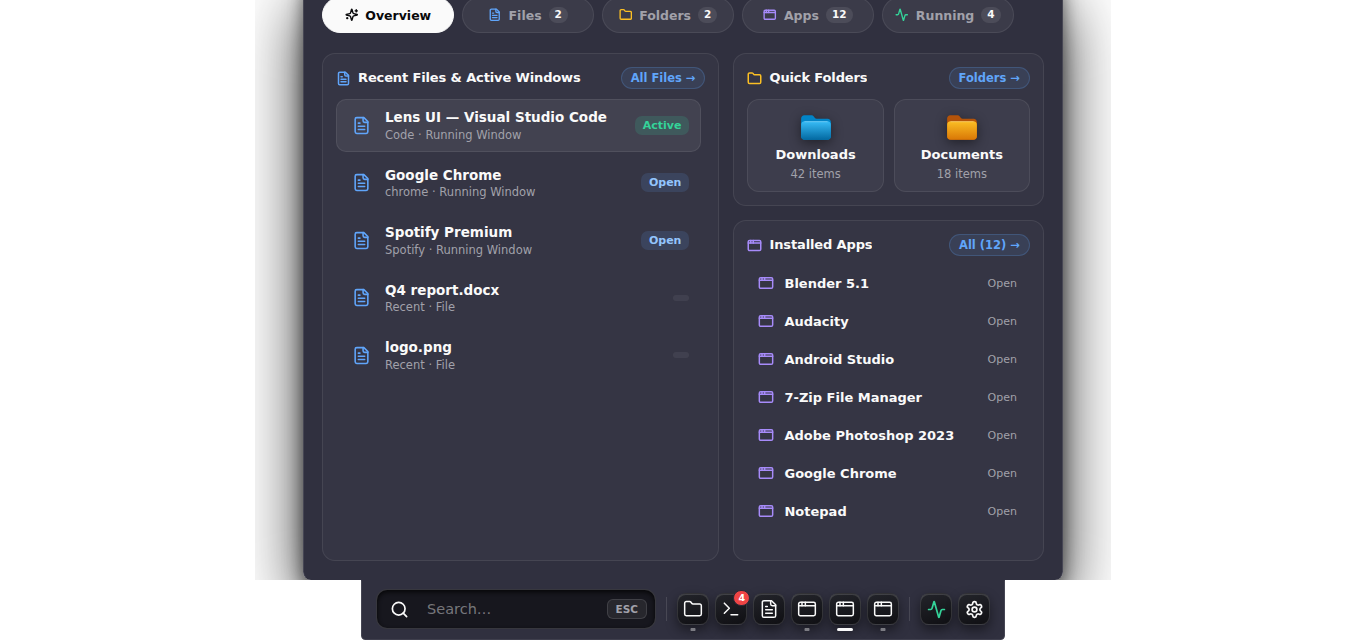 Overview
Files 2
Folders 2
Apps 12
Running 4
Recent Files & Active Windows
All Files →
Lens UI — Visual Studio Code
Code · Running Window
Active
Google Chrome
chrome · Running Window
Open
Spotify Premium
Spotify · Running Window
Open
Q4 report.docx
Recent · File
logo.png
Recent · File
Quick Folders
Folders →
Downloads
42 items
Documents
18 items
Installed Apps
All (12) →
Blender 5.1 Open
Audacity Open
Android Studio Open
7-Zip File Manager Open
Adobe Photoshop 2023 Open
Google Chrome Open
Notepad Open
Search...
ESC
4